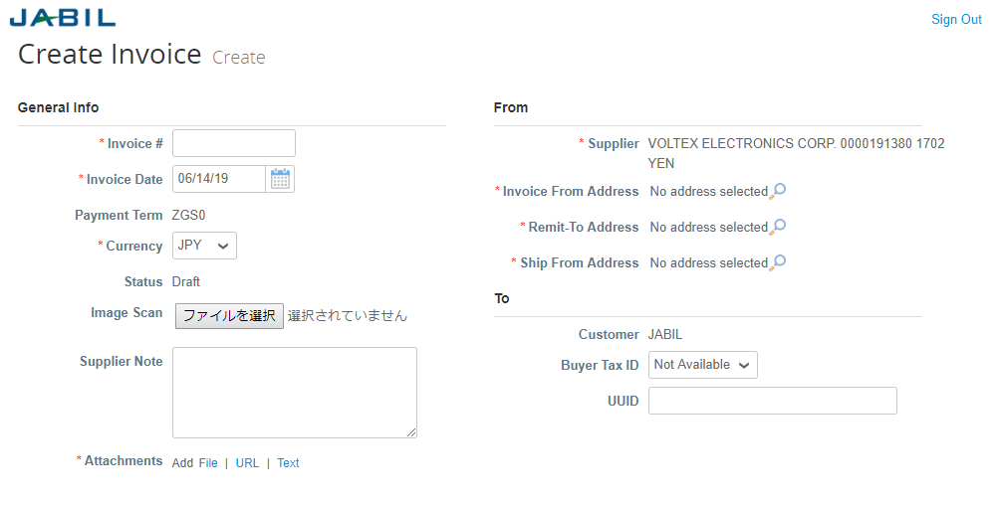 JABIL
Sign Out
Create Invoice Create
General Info
* Invoice #
* Invoice Date 06/14/19
Payment Term ZGS0
* Currency JPY
Status Draft
Image Scan ファイルを選択 選択されていません
Supplier Note
* Attachments Add File | URL | Text
From
* Supplier VOLTEX ELECTRONICS CORP. 0000191380 1702
YEN
* Invoice From Address No address selected
* Remit-To Address No address selected
* Ship From Address No address selected
To
Customer JABIL
Buyer Tax ID Not Available
UUID